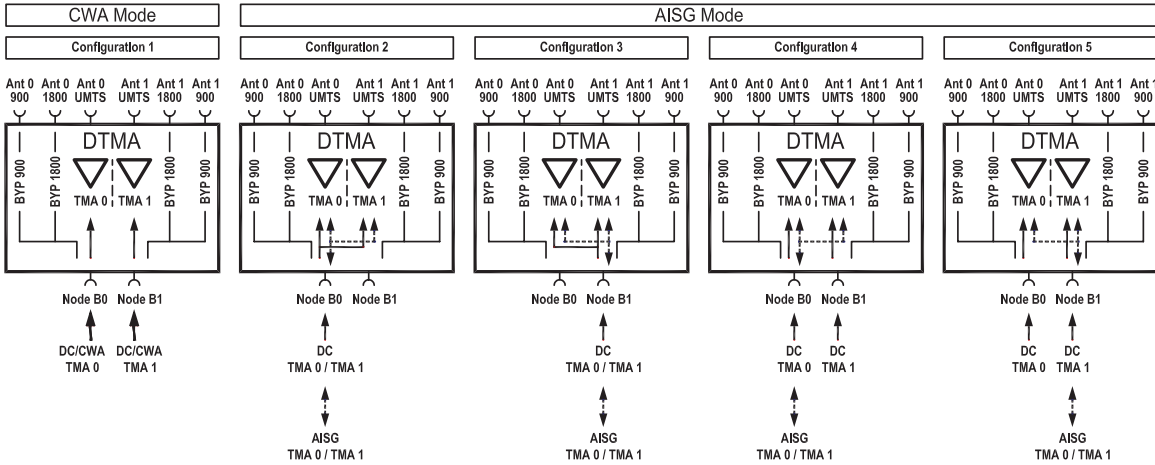 CWA Mode
AISG Mode
Configuration 1
Configuration 2
Configuration 3
Configuration 4
Configuration 5
Ant 0 Ant 0 Ant 0 Ant 1 Ant 1 Ant 1
900 1800 UMTS UMTS 1800 900
Ant 0 Ant 0 Ant 0 Ant 1 Ant 1 Ant 1
900 1800 UMTS UMTS 1800 900
Ant 0 Ant 0 Ant 0 Ant 1 Ant 1 Ant 1
900 1800 UMTS UMTS 1800 900
Ant 0 Ant 0 Ant 0 Ant 1 Ant 1 Ant 1
900 1800 UMTS UMTS 1800 900
Ant 0 Ant 0 Ant 0 Ant 1 Ant 1 Ant 1
900 1800 UMTS UMTS 1800 900
DTMA
BYP 900
BYP 1800
TMA 0
TMA 1
BYP 1800
BYP 900
DTMA
BYP 900
BYP 1800
TMA 0
TMA 1
BYP 1800
BYP 900
DTMA
BYP 900
BYP 1800
TMA 0
TMA 1
BYP 1800
BYP 900
DTMA
BYP 900
BYP 1800
TMA 0
TMA 1
BYP 1800
BYP 900
DTMA
BYP 900
BYP 1800
TMA 0
TMA 1
BYP 1800
BYP 900
Node B0 Node B1
Node B0 Node B1
Node B0 Node B1
Node B0 Node B1
Node B0 Node B1
DC/CWA DC/CWA
TMA 0 TMA 1
DC
TMA 0 / TMA 1
DC
TMA 0 / TMA 1
DC DC
TMA 0 TMA 1
DC DC
TMA 0 TMA 1
AISG
TMA 0 / TMA 1
AISG
TMA 0 / TMA 1
AISG
TMA 0 / TMA 1
AISG
TMA 0 / TMA 1